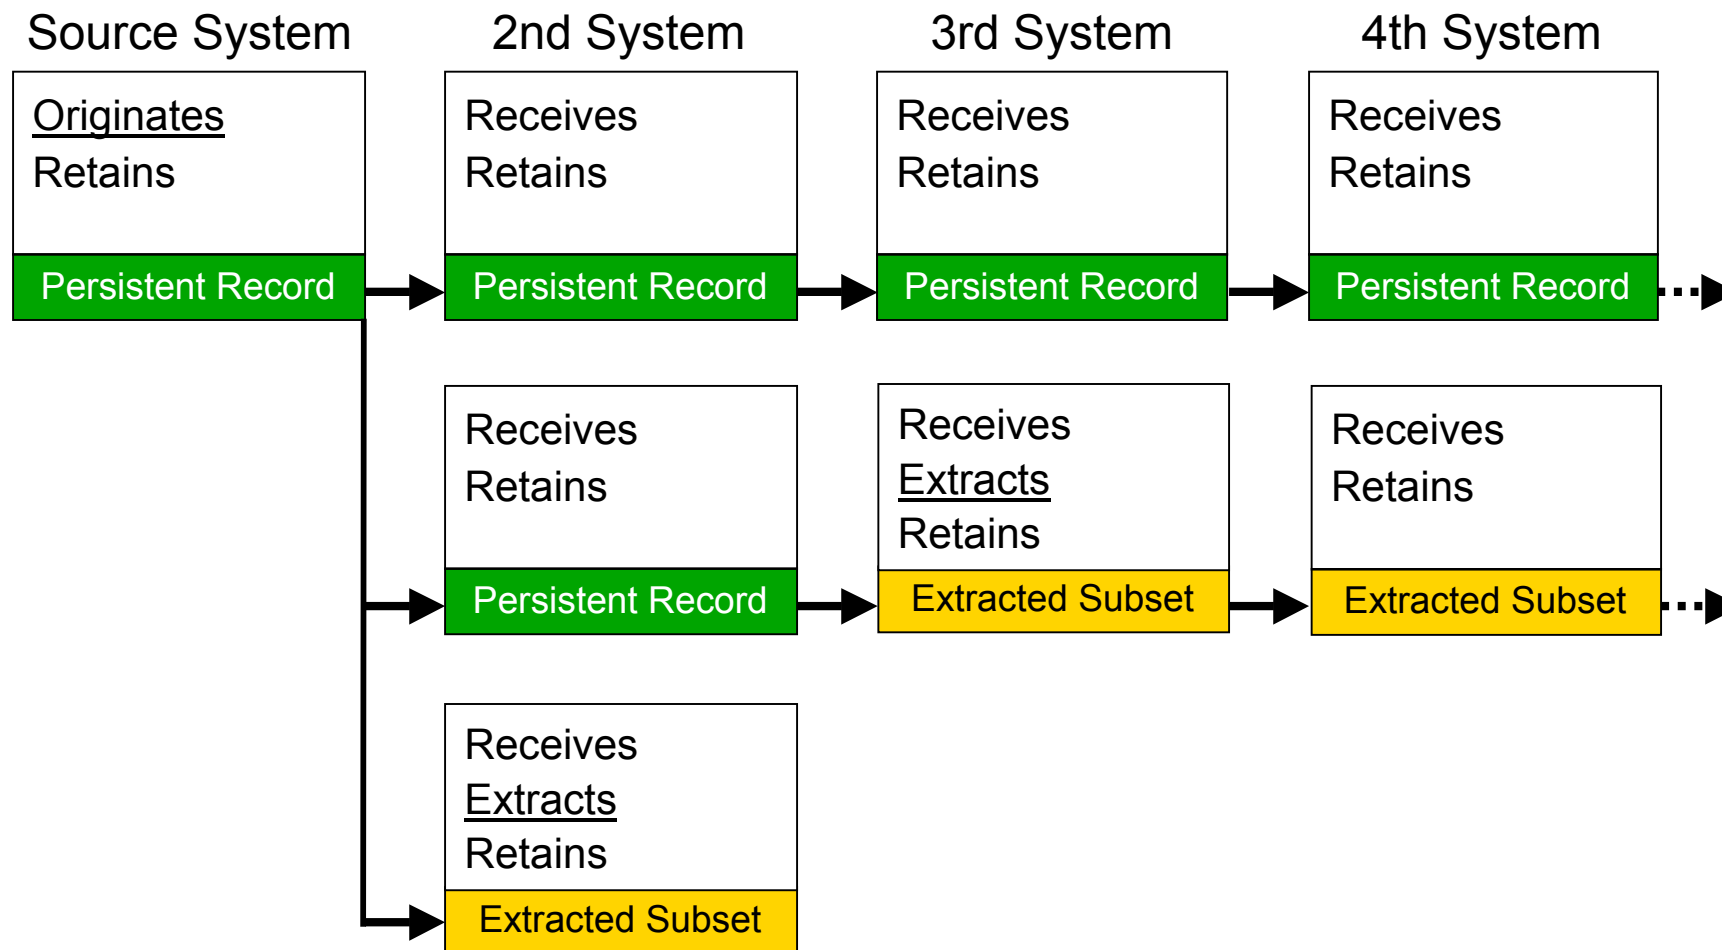 Source System
2nd System
3rd System
4th System
Originates
Retains
Persistent Record
Receives
Retains
Persistent Record
Receives
Retains
Persistent Record
Receives
Retains
Persistent Record
Receives
Retains
Persistent Record
Receives
Extracts
Retains
Extracted Subset
Receives
Retains
Extracted Subset
Receives
Extracts
Retains
Extracted Subset